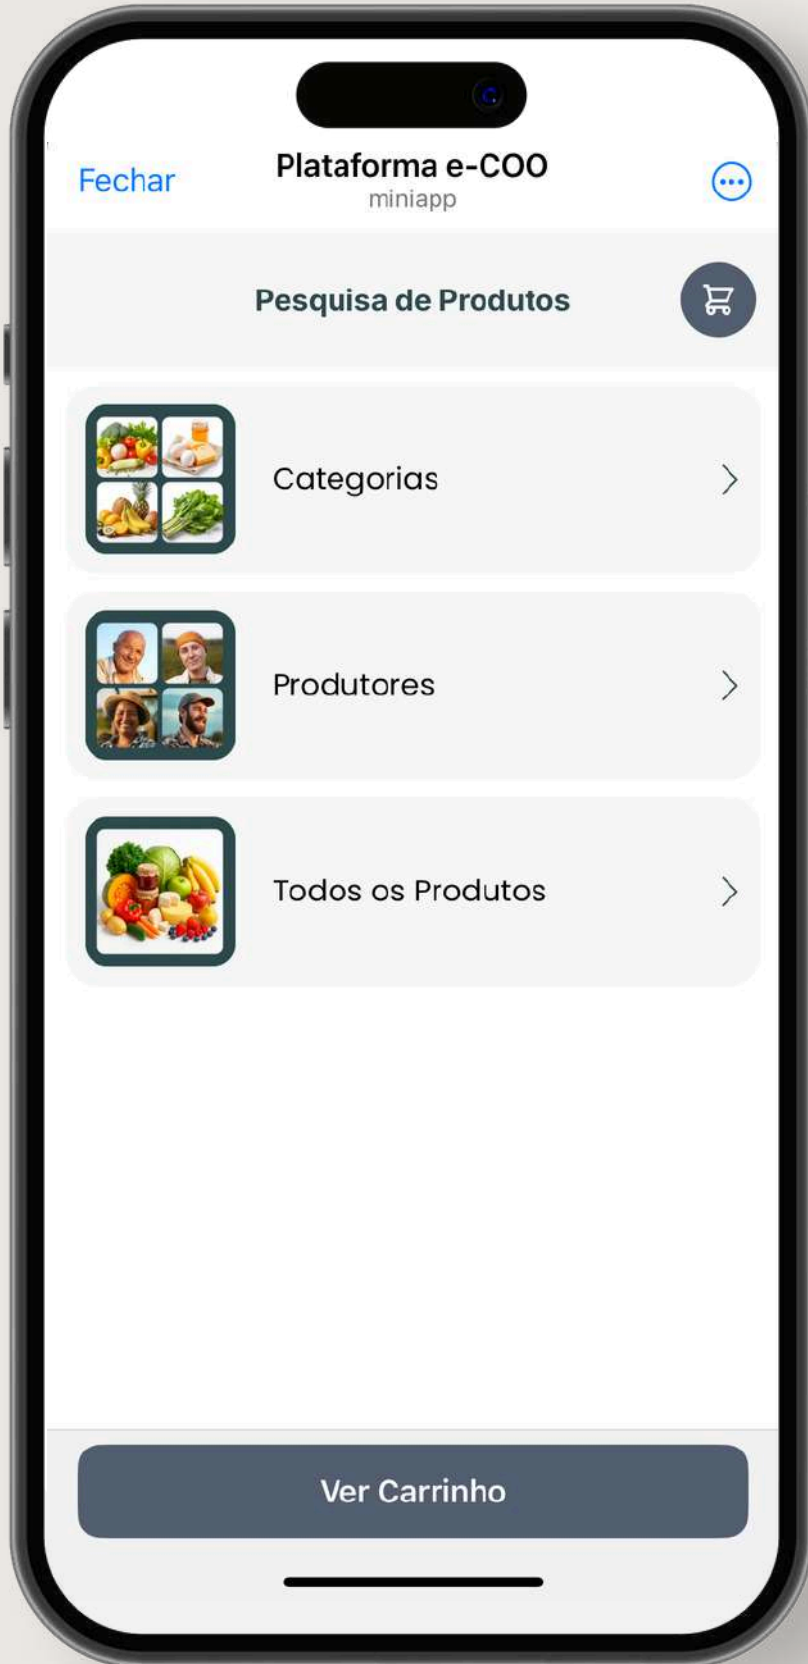 Fechar
Plataforma e-COO
miniapp
Pesquisa de Produtos
Categorias
Produtores
Todos os Produtos
Ver Carrinho